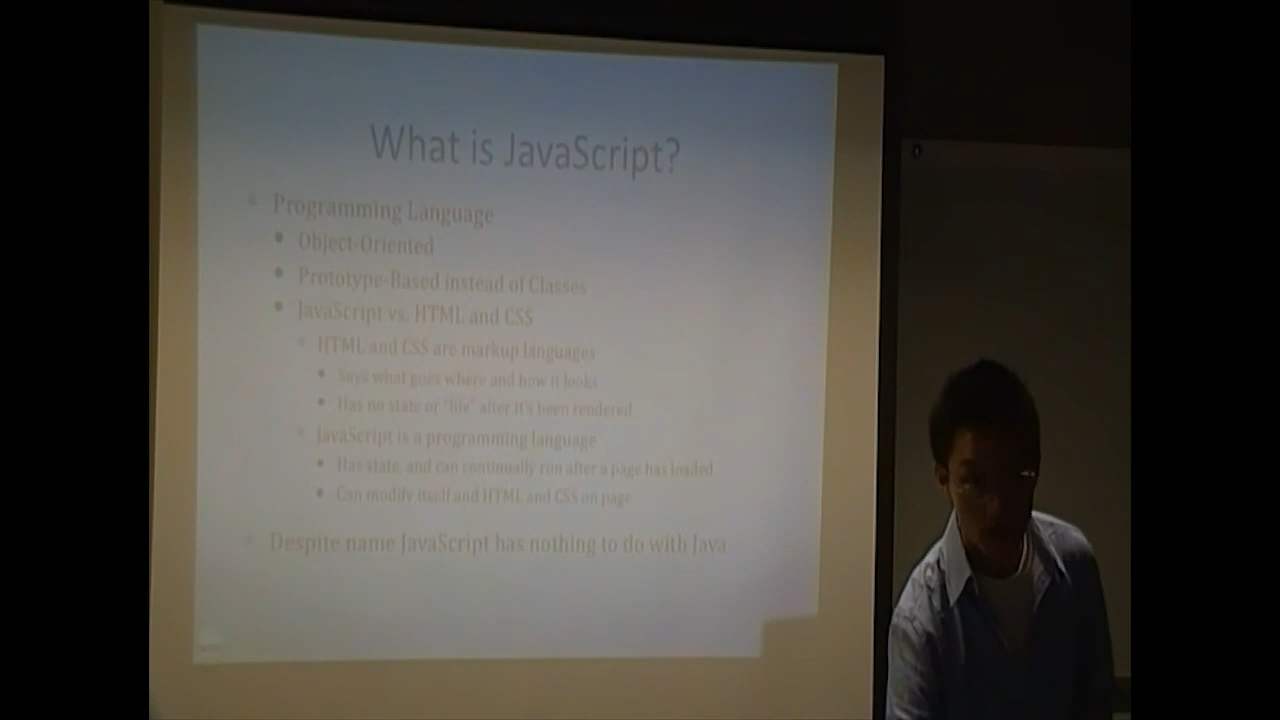 What is JavaScript?
Programming Language
Object-Oriented
Prototype-Based instead of Classes
JavaScript vs. HTML and CSS
HTML and CSS are markup languages
Says what goes where and how it looks
Has no state or "life" after it's been rendered
JavaScript is a programming language
Has state, and can continually run after a page has loaded
Can modify itself and HTML and CSS on page
Despite name JavaScript has nothing to do with Java